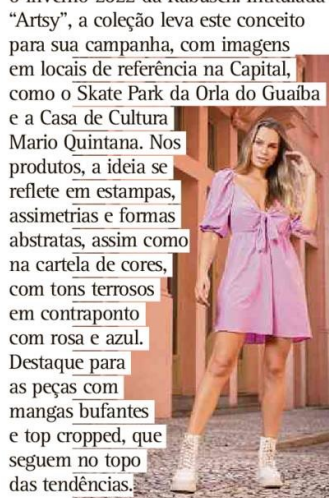 “Artsy”, a coleção leva este conceito
para sua campanha, com imagens
em locais de referência na Capital,
como o Skate Park da Orla do Guaíba
e a Casa de Cultura
Mario Quintana. Nos
produtos, a ideia se
reflete em estampas,
assimetrias e formas
abstratas, assim como
na cartela de cores,
com tons terrosos
em contraponto
com rosa e azul.
Destaque para
as peças com
mangas bufantes
e top cropped, que
seguem no topo
das tendências.